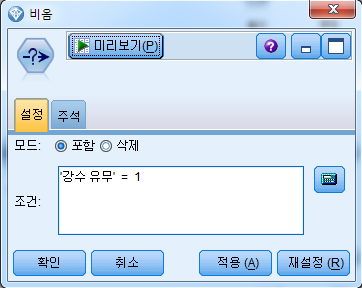 비옴
미리보기(P)
설정 주석
모드: 포함 삭제
조건: '강수 유무' = 1
확인 취소 적용 (A) 재설정 (R)